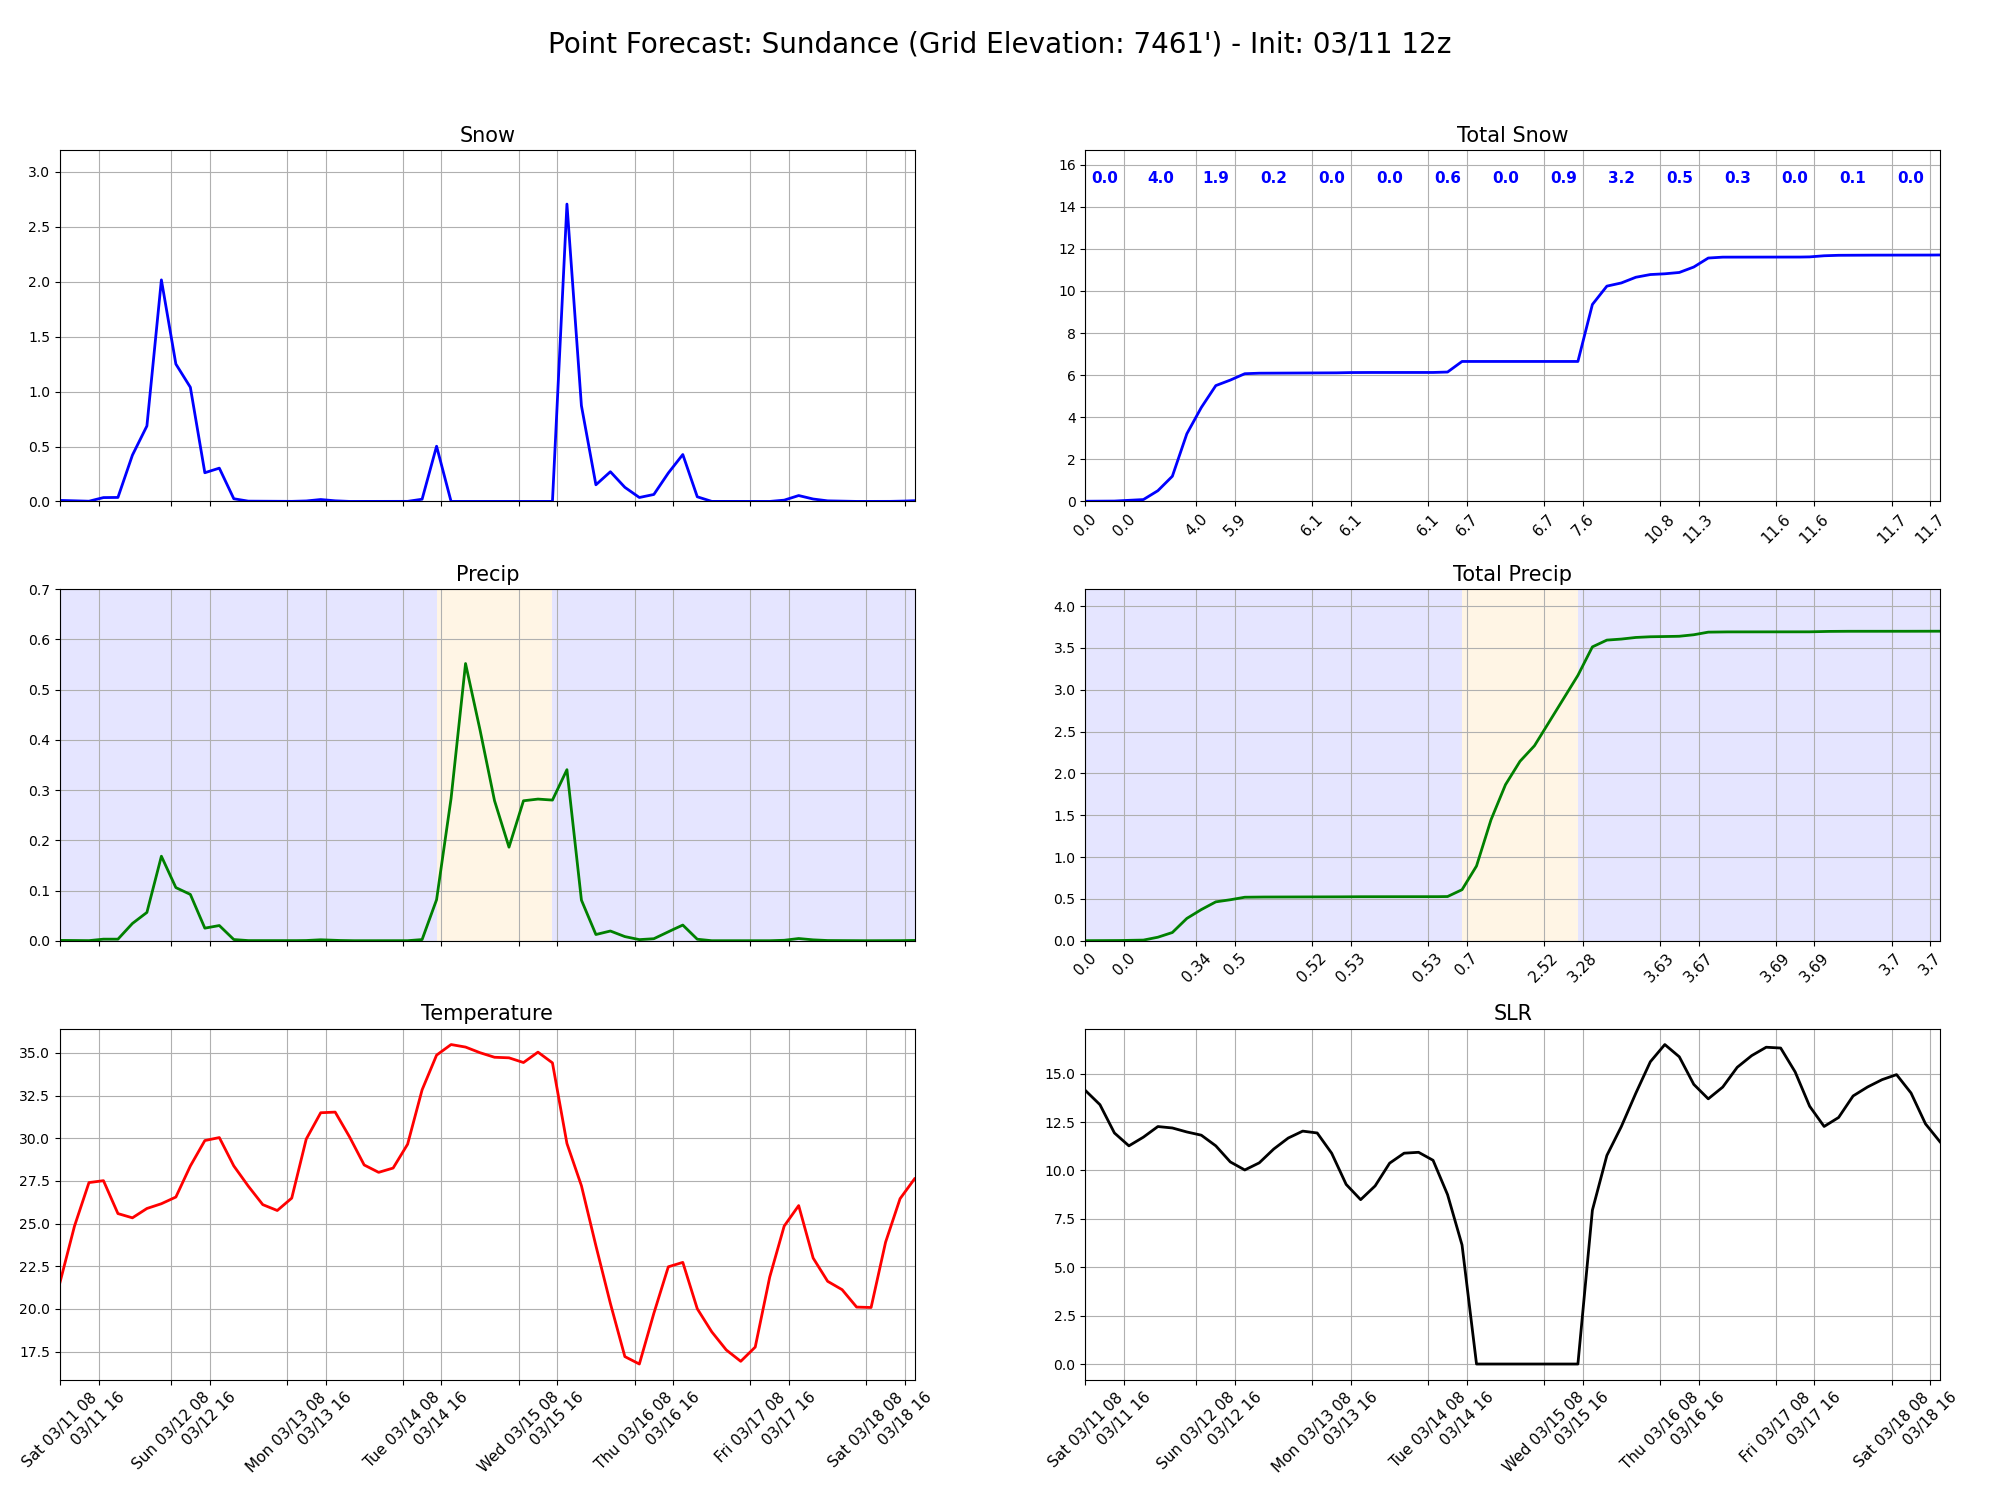 Point Forecast: Sundance (Grid Elevation: 7461') - Init: 03/11 12z
Snow
3.0
2.5
2.0
1.5
1.0
0.5
0.0
Total Snow
16
14
12
10
8
6
4
2
0
0.0 4.0 1.9 0.2 0.0 0.0 0.6 0.0 0.9 3.2 0.5 0.3 0.0 0.1 0.0
0.0 0.0 4.0 5.9 6.1 6.1 6.1 6.7 6.7 7.6 10.8 11.3 11.6 11.6 11.7 11.7
Precip
0.7
0.6
0.5
0.4
0.3
0.2
0.1
0.0
Total Precip
4.0
3.5
3.0
2.5
2.0
1.5
1.0
0.5
0.0
0.0 0.0 0.34 0.5 0.52 0.53 0.53 0.7 2.52 3.28 3.63 3.67 3.69 3.69 3.7 3.7
Temperature
35.0
32.5
30.0
27.5
25.0
22.5
20.0
17.5
Sat 03/11 08
03/11 16
Sun 03/12 08
03/12 16
Mon 03/13 08
03/13 16
Tue 03/14 08
03/14 16
Wed 03/15 08
03/15 16
Thu 03/16 08
03/16 16
Fri 03/17 08
03/17 16
Sat 03/18 08
03/18 16
SLR
15.0
12.5
10.0
7.5
5.0
2.5
0.0
Sat 03/11 08
03/11 16
Sun 03/12 08
03/12 16
Mon 03/13 08
03/13 16
Tue 03/14 08
03/14 16
Wed 03/15 08
03/15 16
Thu 03/16 08
03/16 16
Fri 03/17 08
03/17 16
Sat 03/18 08
03/18 16